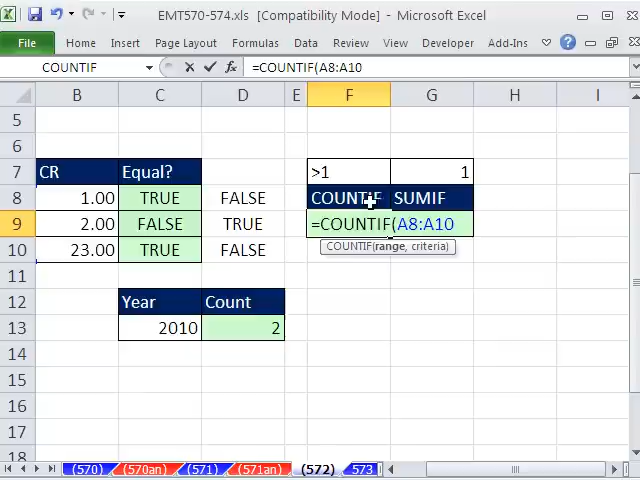 EMT570-574.xls [Compatibility Mode] - Microsoft Excel
File Home Insert Page Layout Formulas Data Review View Developer Add-Ins
COUNTIF =COUNTIF(A8:A10
B C D E F G H I
5
6
7 CR Equal? >1 1
8 1.00 TRUE FALSE COUNTIF SUMIF
9 2.00 FALSE TRUE =COUNTIF(A8:A10
10 23.00 TRUE FALSE COUNTIF(range, criteria)
11
12 Year Count
13 2010 2
14
15
16
17
18
(570) (570an) (571) (571an) (572) 573